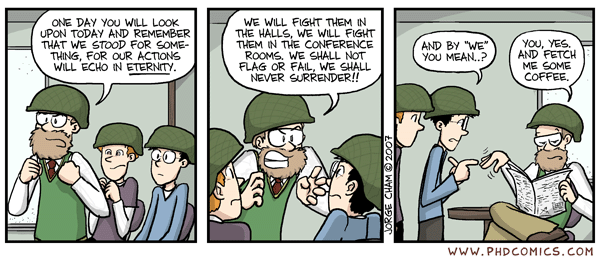 ONE DAY YOU WILL LOOK
UPON TODAY AND REMEMBER
THAT WE STOOD FOR SOME-
THING, FOR OUR ACTIONS
WILL ECHO IN ETERNITY.
WE WILL FIGHT THEM IN
THE HALLS, WE WILL FIGHT
THEM IN THE CONFERENCE
ROOMS. WE SHALL NOT
FLAG OR FAIL, WE SHALL
NEVER SURRENDER!!
JORGE CHAM © 2007
AND BY "WE"
YOU MEAN..?
YOU, YES.
AND FETCH
ME SOME
COFFEE.
WWW.PHDCOMICS.COM